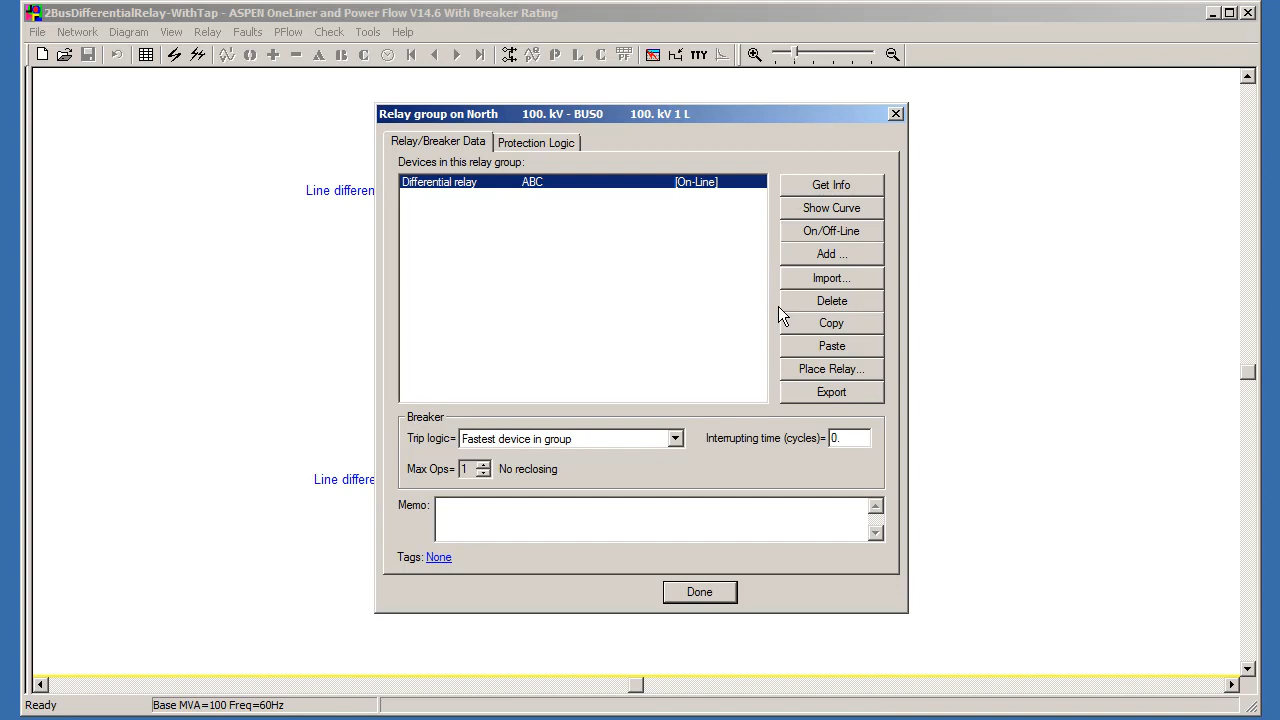 2BusDifferentialRelay-WithTap - ASPEN OneLiner and Power Flow V14.6 With Breaker Rating
File Network Diagram View Relay Faults PFlow Check Tools Help
Relay group on North 100. kV - BUS0 100. kV 1 L
Relay/Breaker Data Protection Logic
Devices in this relay group:
Differential relay ABC [On-Line]
Get Info
Show Curve
On/Off-Line
Add ...
Import...
Delete
Copy
Paste
Place Relay...
Export
Line differen
Line differe
Breaker
Trip logic= Fastest device in group Interrupting time (cycles)= 0.
Max Ops= 1 No reclosing
Memo:
Tags: None
Done
Ready Base MVA=100 Freq=60Hz